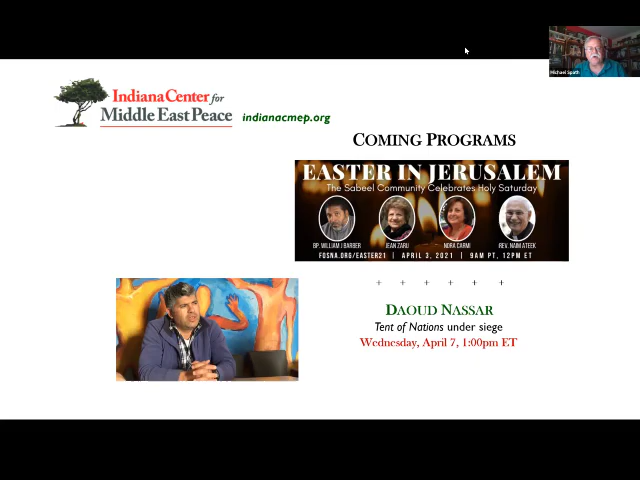 Michael Spath
Indiana Center for
Middle East Peace
indianacmep.org
COMING PROGRAMS
EASTER IN JERUSALEM
The Sabeel Community Celebrates Holy Saturday
BP. WILLIAM J BARBER JEAN ZARU NORA CARMI REV. NAIM ATEEK
FOSNA.ORG/EASTER21 | APRIL 3, 2021 | 9AM PT, 12PM ET
+ + + + + +
DAOUD NASSAR
Tent of Nations under siege
Wednesday, April 7, 1:00pm ET